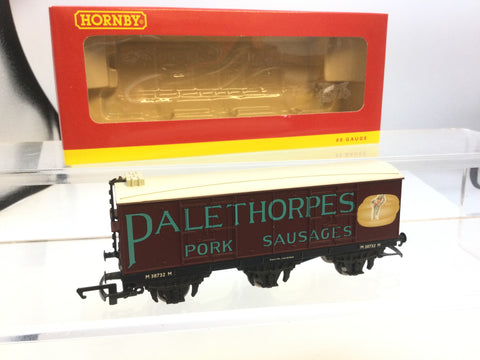 HORNBY
00 GAUGE
PALETHORPES
PORK SAUSAGES
M 38732 M
M 38732 M